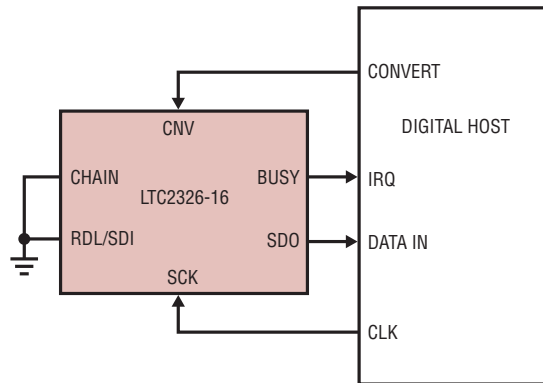 CONVERT
CNV
DIGITAL HOST
CHAIN
BUSY
IRQ
LTC2326-16
RDL/SDI
SDO
DATA IN
SCK
CLK